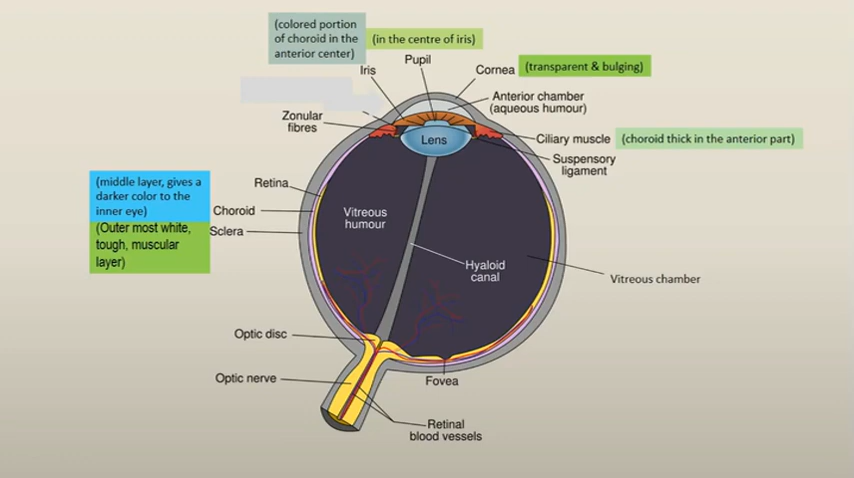 (colored portion
of choroid in the
anterior center)
(in the centre of iris)
Pupil
Iris
Cornea
(transparent & bulging)
Anterior chamber
(aqueous humour)
Zonular
fibres
Lens
Ciliary muscle
(choroid thick in the anterior part)
Suspensory
ligament
(middle layer, gives a
darker color to the
inner eye)
Retina
Choroid
(Outer most white,
tough, muscular
layer)
Sclera
Vitreous
humour
Hyaloid
canal
Vitreous chamber
Optic disc
Optic nerve
Fovea
Retinal
blood vessels